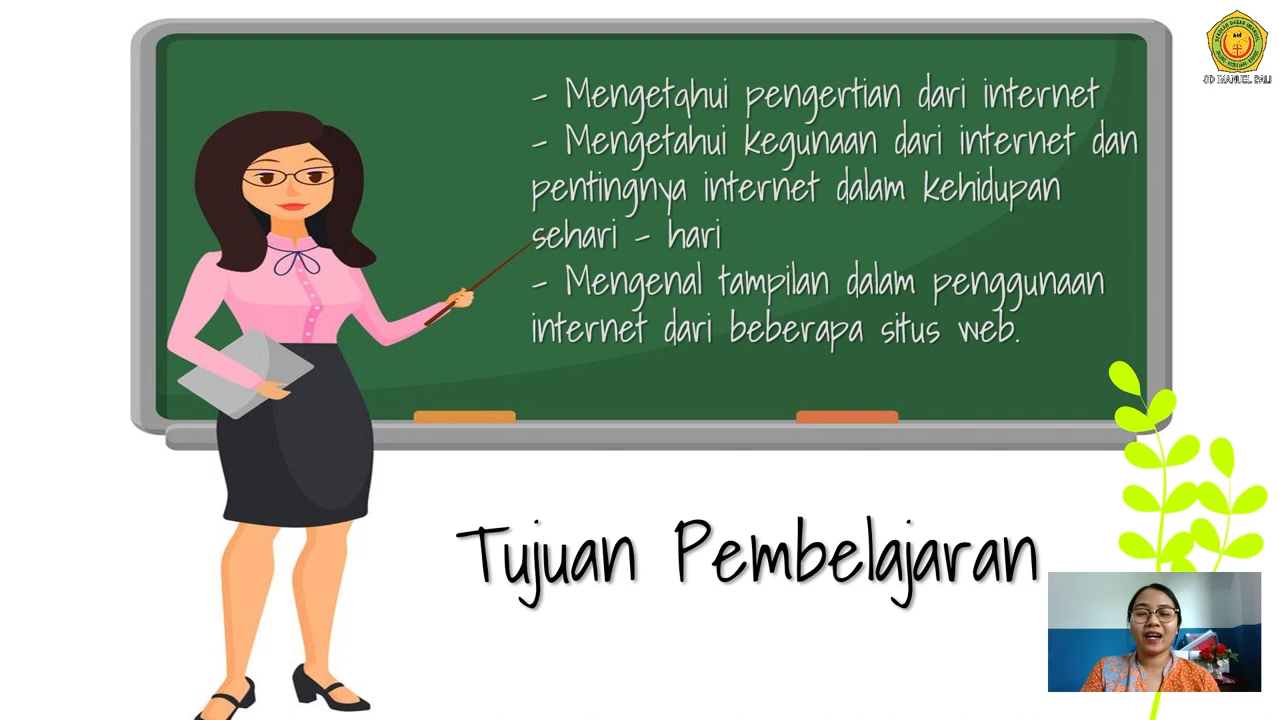 - Mengetahui pengertian dari internet
- Mengetahui kegunaan dari internet dan
pentingnya internet dalam kehidupan
sehari - hari
- Mengenal tampilan dalam penggunaan
internet dari beberapa situs web.
Tujuan Pembelajaran
SD IMANUEL BALI